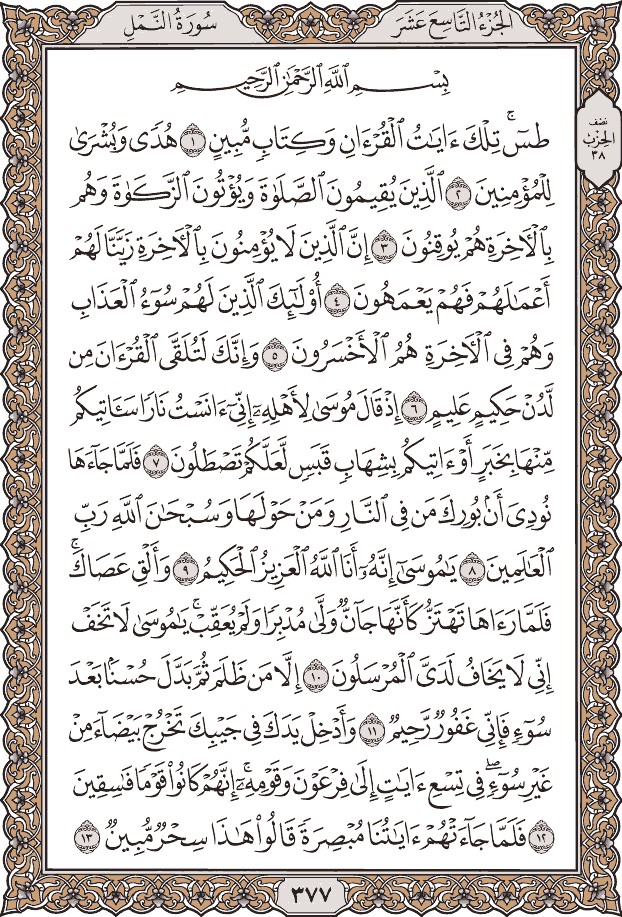 الجُزْءُ التَّاسِعَ عَشَرَ
سُورَةُ النَّمْلِ
نصف
الحِزْب
٣٨
بِسْمِ ٱللَّهِ ٱلرَّحْمَٰنِ ٱلرَّحِيمِ
طسٓۚ تِلْكَ ءَايَٰتُ ٱلْقُرْءَانِ وَكِتَابٍ مُّبِينٍ ١ هُدًى وَبُشْرَىٰ
لِلْمُؤْمِنِينَ ٢ ٱلَّذِينَ يُقِيمُونَ ٱلصَّلَوٰةَ وَيُؤْتُونَ ٱلزَّكَوٰةَ وَهُم
بِٱلْأٓخِرَةِ هُمْ يُوقِنُونَ ٣ إِنَّ ٱلَّذِينَ لَا يُؤْمِنُونَ بِٱلْأٓخِرَةِ زَيَّنَّا لَهُمْ
أَعْمَٰلَهُمْ فَهُمْ يَعْمَهُونَ ٤ أُو۟لَٰٓئِكَ ٱلَّذِينَ لَهُمْ سُوٓءُ ٱلْعَذَابِ
وَهُمْ فِى ٱلْأٓخِرَةِ هُمُ ٱلْأَخْسَرُونَ ٥ وَإِنَّكَ لَتُلَقَّى ٱلْقُرْءَانَ مِن
لَّدُنْ حَكِيمٍ عَلِيمٍ ٦ إِذْ قَالَ مُوسَىٰ لِأَهْلِهِۦٓ إِنِّىٓ ءَانَسْتُ نَارًا سَـَٔاتِيكُم
مِّنْهَا بِخَبَرٍ أَوْ ءَاتِيكُم بِشِهَابٍ قَبَسٍ لَّعَلَّكُمْ تَصْطَلُونَ ٧ فَلَمَّا جَآءَهَا
نُودِىَ أَنۢ بُورِكَ مَن فِى ٱلنَّارِ وَمَنْ حَوْلَهَا وَسُبْحَٰنَ ٱللَّهِ رَبِّ
ٱلْعَٰلَمِينَ ٨ يَٰمُوسَىٰٓ إِنَّهُۥٓ أَنَا ٱللَّهُ ٱلْعَزِيزُ ٱلْحَكِيمُ ٩ وَأَلْقِ عَصَاكَۚ
فَلَمَّا رَءَاهَا تَهْتَزُّ كَأَنَّهَا جَآنٌّ وَلَّىٰ مُدْبِرًا وَلَمْ يُعَقِّبْۚ يَٰمُوسَىٰ لَا تَخَفْ
إِنِّى لَا يَخَافُ لَدَىَّ ٱلْمُرْسَلُونَ ١٠ إِلَّا مَن ظَلَمَ ثُمَّ بَدَّلَ حُسْنًۢا بَعْدَ
سُوٓءٍ فَإِنِّى غَفُورٌ رَّحِيمٌ ١١ وَأَدْخِلْ يَدَكَ فِى جَيْبِكَ تَخْرُجْ بَيْضَآءَ مِنْ
غَيْرِ سُوٓءٍۖ فِى تِسْعِ ءَايَٰتٍ إِلَىٰ فِرْعَوْنَ وَقَوْمِهِۦٓۚ إِنَّهُمْ كَانُوا۟ قَوْمًا فَٰسِقِينَ
١٢ فَلَمَّا جَآءَتْهُمْ ءَايَٰتُنَا مُبْصِرَةً قَالُوا۟ هَٰذَا سِحْرٌ مُّبِينٌ ١٣
٣٧٧